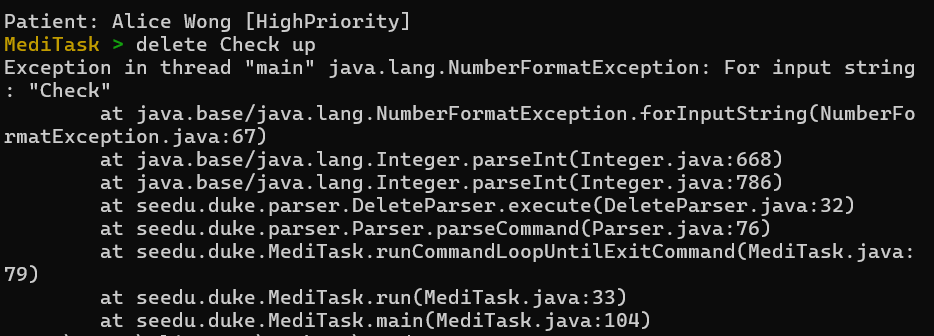 Patient: Alice Wong [HighPriority]
MediTask > delete Check up
Exception in thread "main" java.lang.NumberFormatException: For input string
: "Check"
        at java.base/java.lang.NumberFormatException.forInputString(NumberFo
rmatException.java:67)
        at java.base/java.lang.Integer.parseInt(Integer.java:668)
        at java.base/java.lang.Integer.parseInt(Integer.java:786)
        at seedu.duke.parser.DeleteParser.execute(DeleteParser.java:32)
        at seedu.duke.parser.Parser.parseCommand(Parser.java:76)
        at seedu.duke.MediTask.runCommandLoopUntilExitCommand(MediTask.java:
79)
        at seedu.duke.MediTask.run(MediTask.java:33)
        at seedu.duke.MediTask.main(MediTask.java:104)